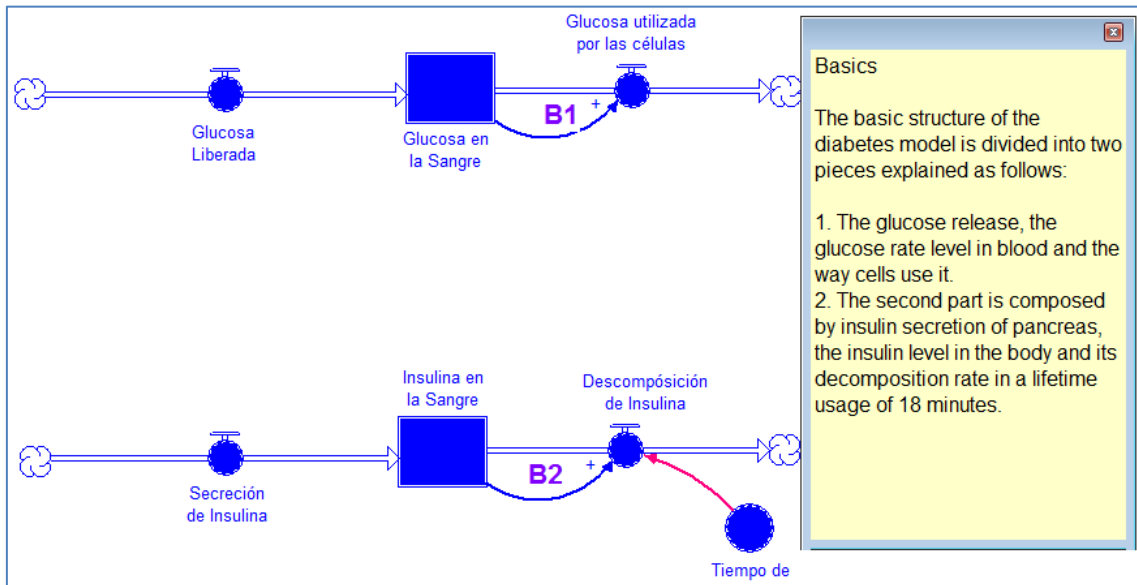 Glucosa utilizada
por las células
B1
+
Glucosa
Liberada
Glucosa en
la Sangre
Insulina en
la Sangre
Descompósición
de Insulina
B2
+
Secreción
de Insulina
Tiempo de
Basics
The basic structure of the
diabetes model is divided into two
pieces explained as follows:
1. The glucose release, the
glucose rate level in blood and the
way cells use it.
2. The second part is composed
by insulin secretion of pancreas,
the insulin level in the body and its
decomposition rate in a lifetime
usage of 18 minutes.